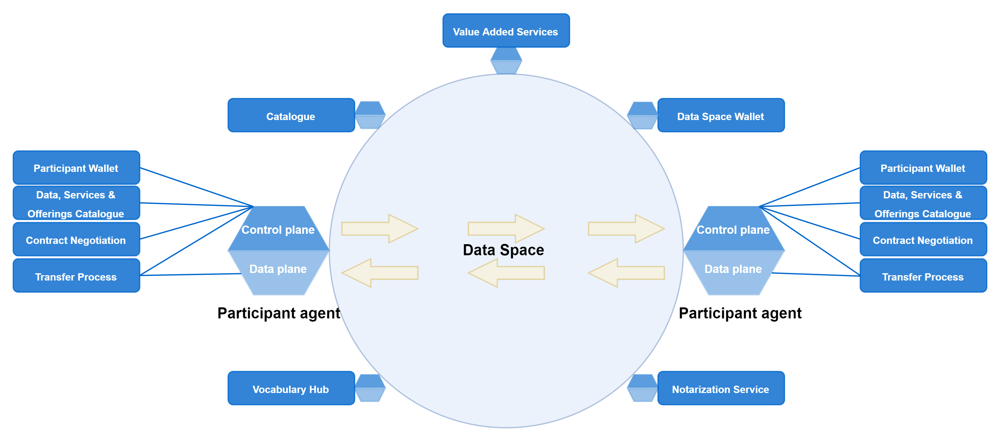 Value Added Services
Catalogue
Data Space Wallet
Participant Wallet
Data, Services &
Offerings Catalogue
Contract Negotiation
Transfer Process
Control plane
Data plane
Participant agent
Data Space
Control plane
Data plane
Participant agent
Participant Wallet
Data, Services &
Offerings Catalogue
Contract Negotiation
Transfer Process
Vocabulary Hub
Notarization Service